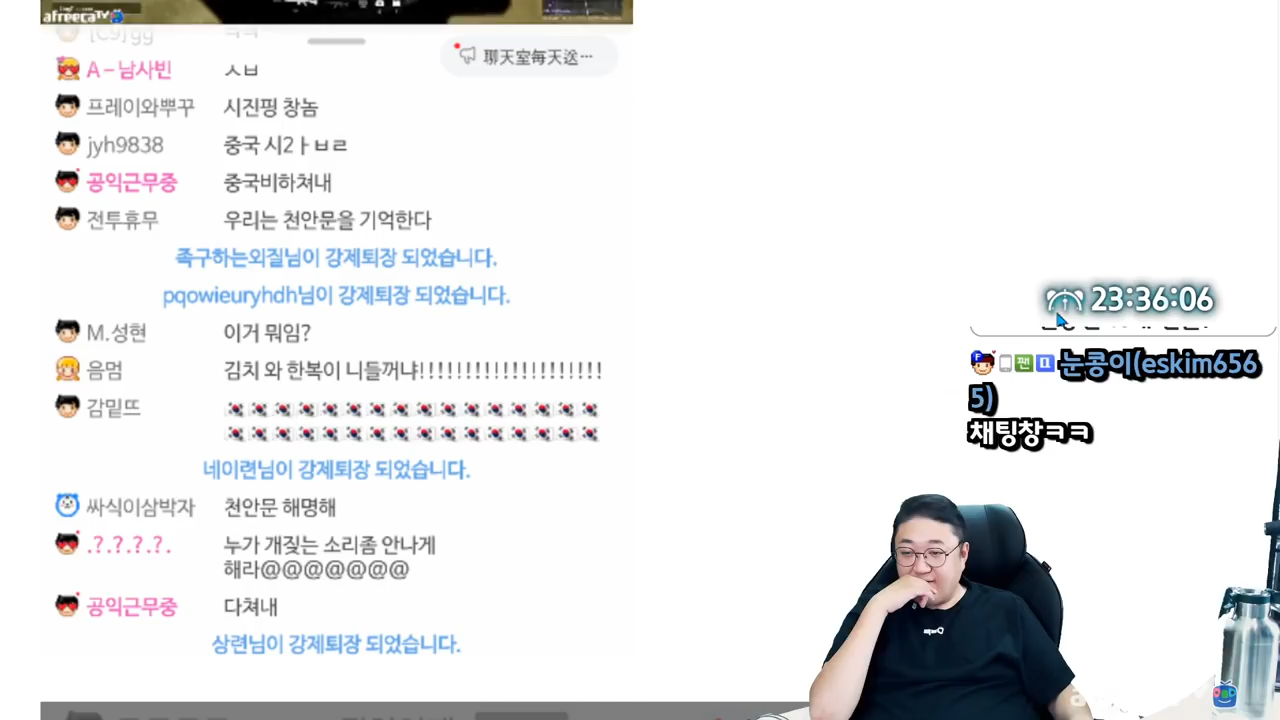 afreecaTV
[C9]gg
聊天室每天送…
A-남사빈 ㅅㅂ
프레이와뿌꾸 시진핑 창놈
jyh9838 중국 시2ㅏㅂㄹ
공익근무중 중국비하쳐내
전투휴무 우리는 천안문을 기억한다
족구하는외질님이 강제퇴장 되었습니다.
pqowieuryhdh님이 강제퇴장 되었습니다.
M.성현 이거 뭐임?
음멈 김치 와 한복이 니들꺼냐!!!!!!!!!!!!!!!!!!!!!!
감밑뜨 🇰🇷🇰🇷🇰🇷🇰🇷🇰🇷🇰🇷🇰🇷🇰🇷🇰🇷🇰🇷🇰🇷🇰🇷🇰🇷🇰🇷🇰🇷🇰🇷
🇰🇷🇰🇷🇰🇷🇰🇷🇰🇷🇰🇷🇰🇷🇰🇷🇰🇷🇰🇷🇰🇷🇰🇷🇰🇷🇰🇷🇰🇷🇰🇷
네이련님이 강제퇴장 되었습니다.
싸식이삼박자 천안문 해명해
.?.?.?.?. 누가 개짖는 소리좀 안나게
해라@@@@@@@
공익근무중 다쳐내
상련님이 강제퇴장 되었습니다.
23:36:06
F 팬 눈콩이(eskim656
5)
채팅창ㅋㅋ